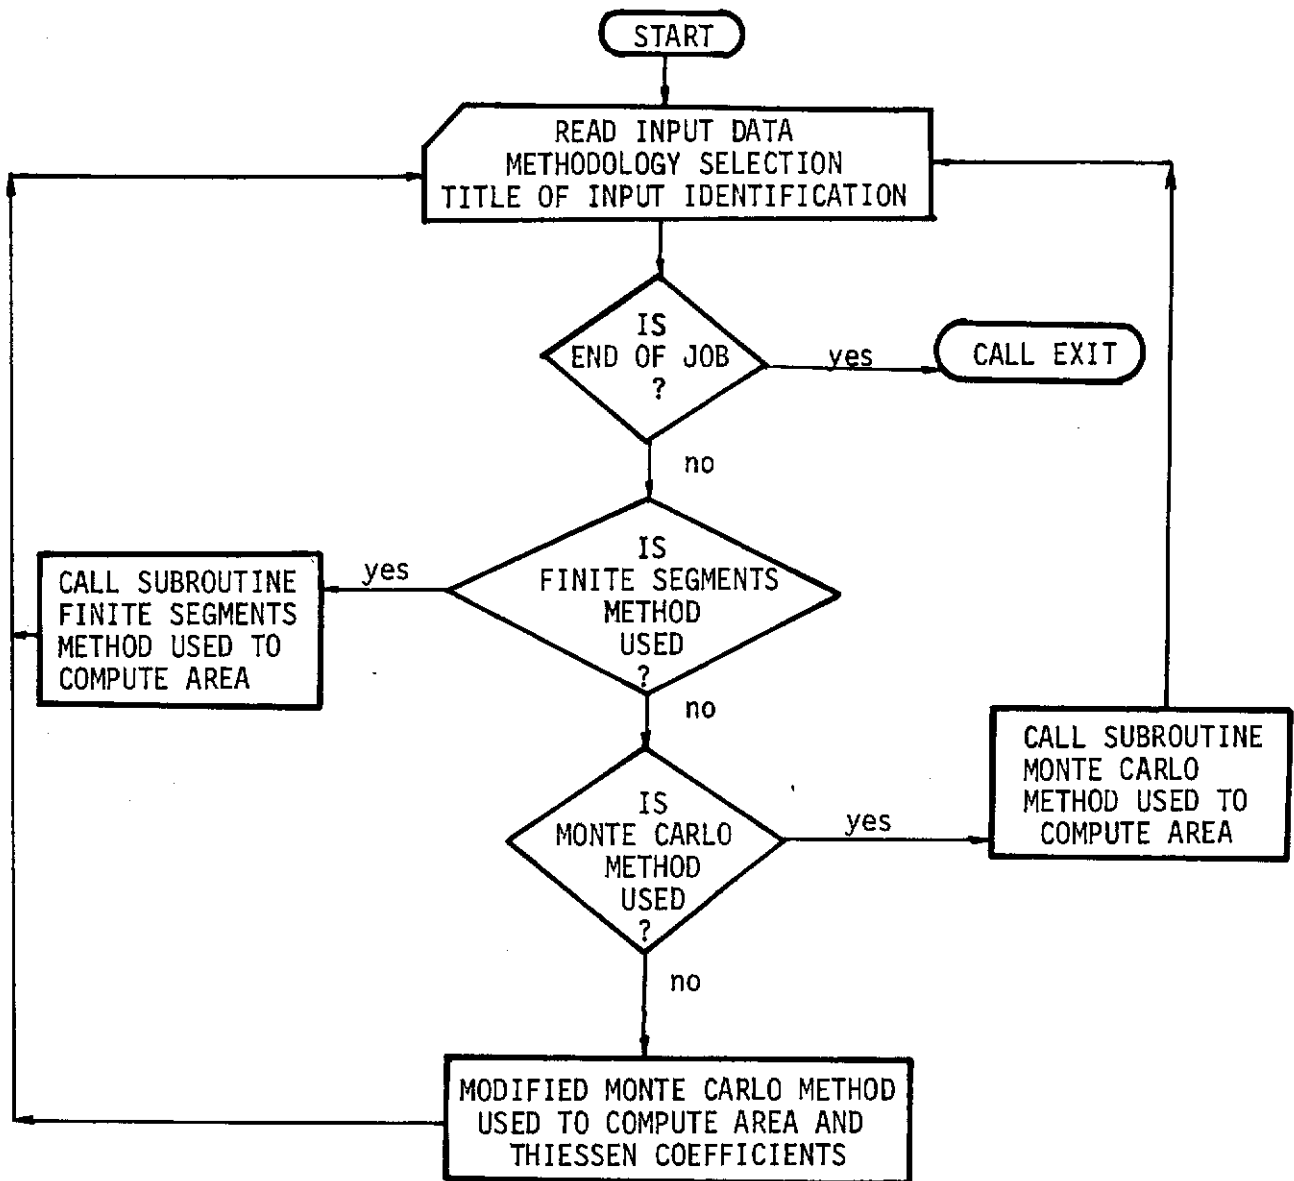 START
READ INPUT DATA
METHODOLOGY SELECTION
TITLE OF INPUT IDENTIFICATION
IS
END OF JOB
?
yes
CALL EXIT
no
IS
FINITE SEGMENTS
METHOD
USED
?
yes
CALL SUBROUTINE
FINITE SEGMENTS
METHOD USED TO
COMPUTE AREA
no
IS
MONTE CARLO
METHOD
USED
?
yes
CALL SUBROUTINE
MONTE CARLO
METHOD USED TO
COMPUTE AREA
no
MODIFIED MONTE CARLO METHOD
USED TO COMPUTE AREA AND
THIESSEN COEFFICIENTS